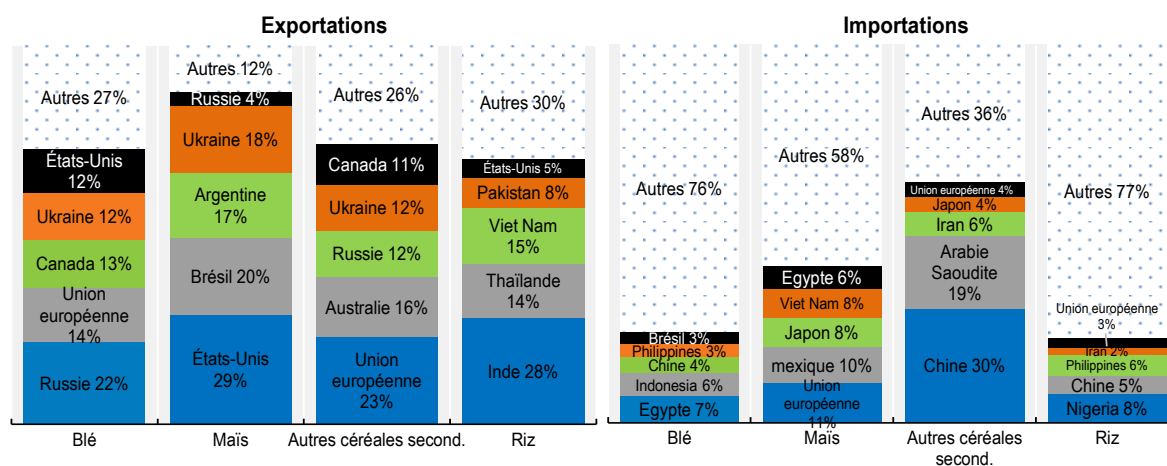 Exportations
Autres 27%
États-Unis
12%
Ukraine 12%
Canada 13%
Union
européenne
14%
Russie 22%
Blé
Autres 12%
Russie 4%
Ukraine 18%
Argentine
17%
Brésil 20%
États-Unis
29%
Maïs
Autres 26%
Canada 11%
Ukraine 12%
Russie 12%
Australie 16%
Union
européenne
23%
Autres céréales second.
Autres 30%
États-Unis 5%
Pakistan 8%
Viet Nam
15%
Thaïlande
14%
Inde 28%
Riz
Importations
Autres 76%
Brésil 3%
Philippines 3%
Chine 4%
Indonesia 6%
Egypte 7%
Blé
Autres 58%
Egypte 6%
Viet Nam 8%
Japon 8%
mexique 10%
Union
européenne
11%
Maïs
Autres 36%
Union européenne 4%
Japon 4%
Iran 6%
Arabie
Saoudite
19%
Chine 30%
Autres céréales
second.
Autres 77%
Union européenne
3%
Iran 2%
Philippines 6%
Chine 5%
Nigeria 8%
Riz